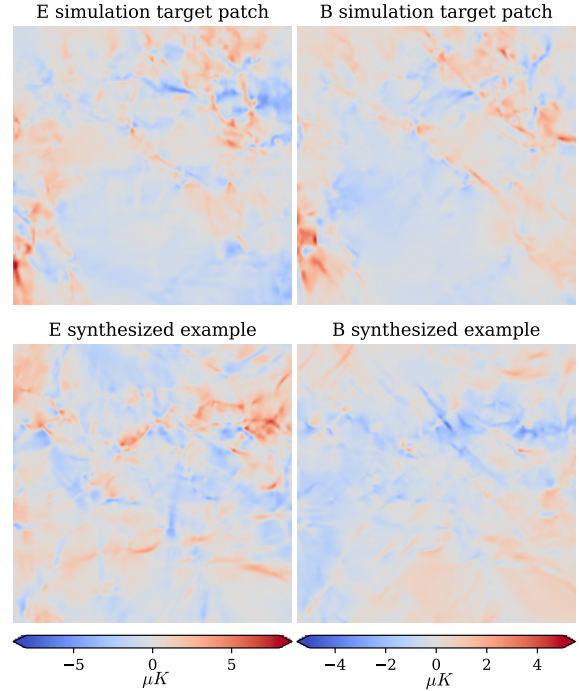 E simulation target patch B simulation target patch
E synthesized example B synthesized example
−5 0 5 −4 −2 0 2 4
μK μK